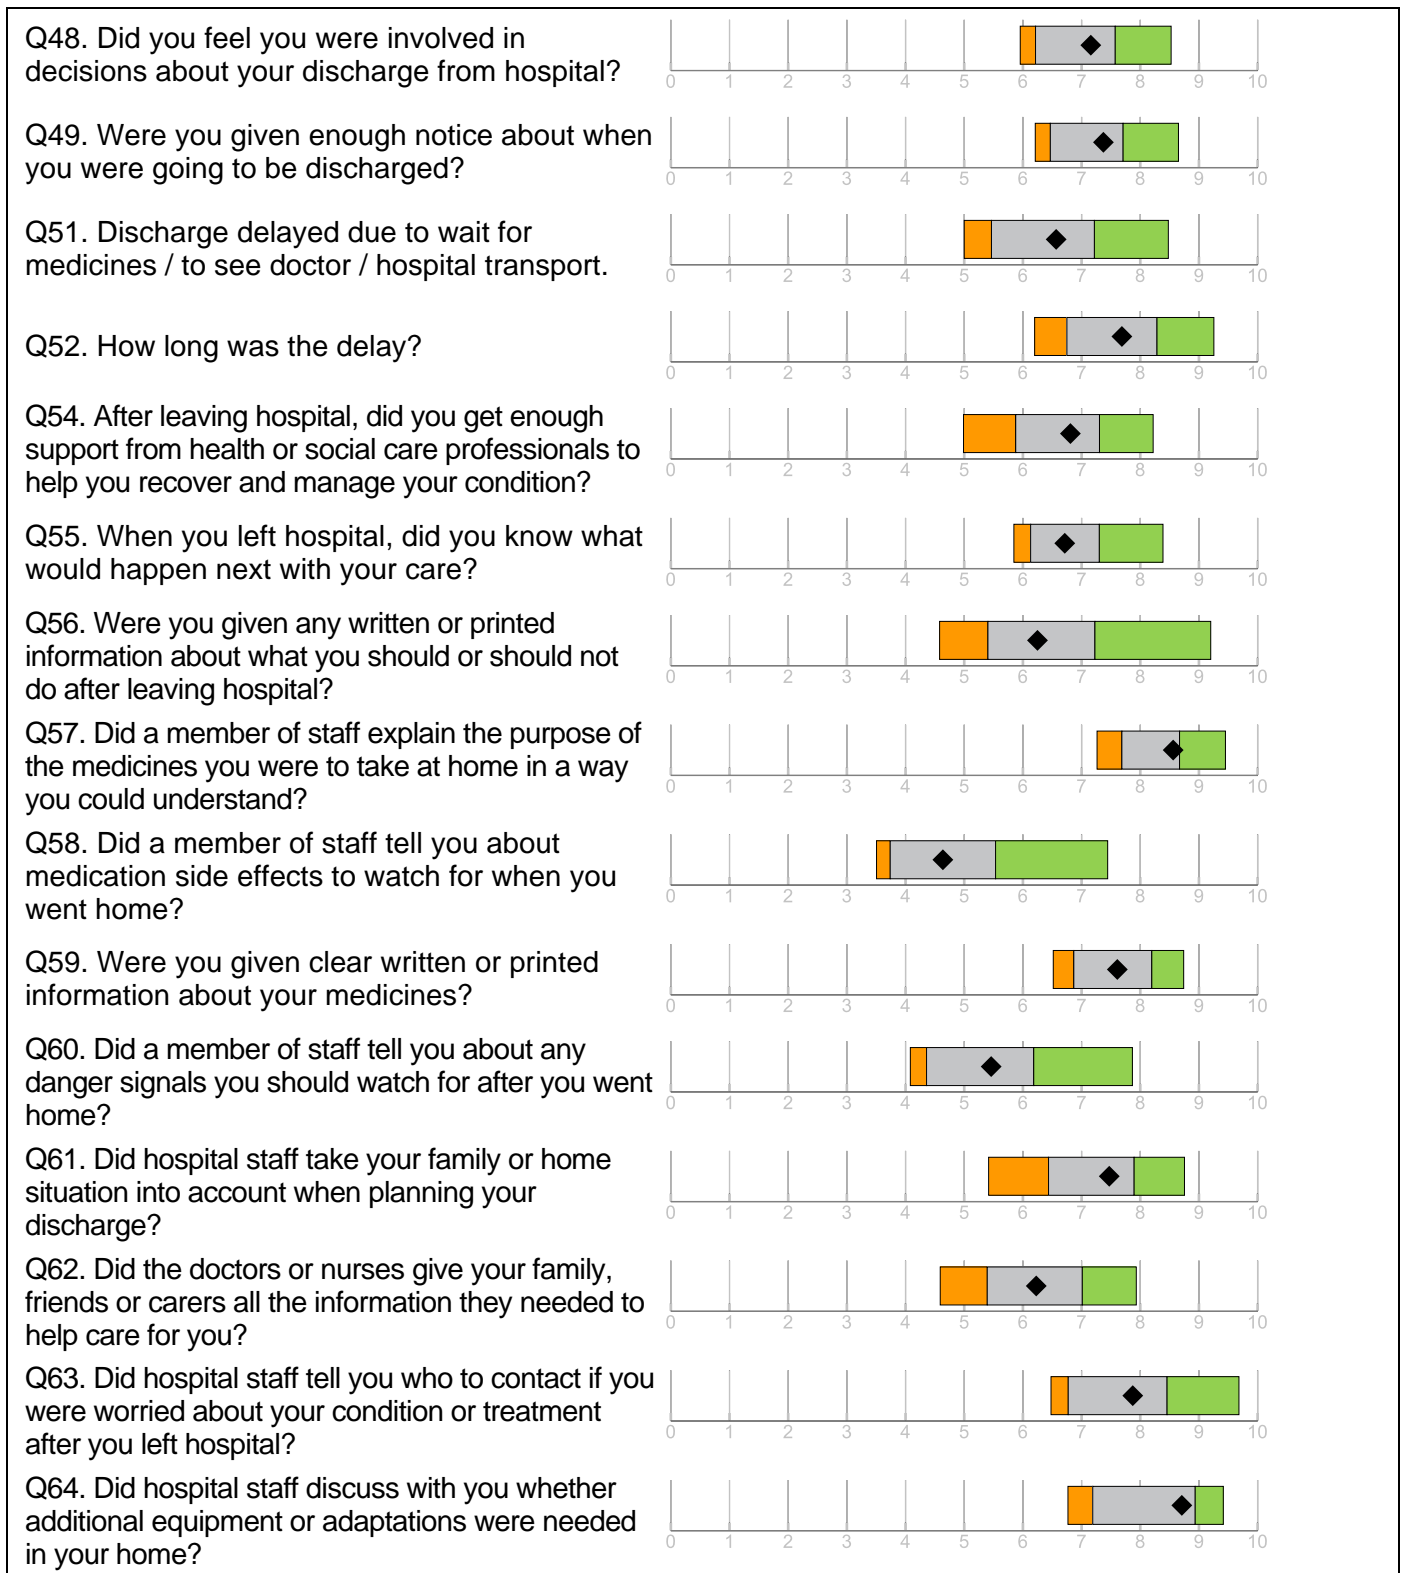 Q48. Did you feel you were involved in
decisions about your discharge from hospital?
0 1 2 3 4 5 6 7 8 9 10
Q49. Were you given enough notice about when
you were going to be discharged?
0 1 2 3 4 5 6 7 8 9 10
Q51. Discharge delayed due to wait for
medicines / to see doctor / hospital transport.
0 1 2 3 4 5 6 7 8 9 10
Q52. How long was the delay?
0 1 2 3 4 5 6 7 8 9 10
Q54. After leaving hospital, did you get enough
support from health or social care professionals to
help you recover and manage your condition?
0 1 2 3 4 5 6 7 8 9 10
Q55. When you left hospital, did you know what
would happen next with your care?
0 1 2 3 4 5 6 7 8 9 10
Q56. Were you given any written or printed
information about what you should or should not
do after leaving hospital?
0 1 2 3 4 5 6 7 8 9 10
Q57. Did a member of staff explain the purpose of
the medicines you were to take at home in a way
you could understand?
0 1 2 3 4 5 6 7 8 9 10
Q58. Did a member of staff tell you about
medication side effects to watch for when you
went home?
0 1 2 3 4 5 6 7 8 9 10
Q59. Were you given clear written or printed
information about your medicines?
0 1 2 3 4 5 6 7 8 9 10
Q60. Did a member of staff tell you about any
danger signals you should watch for after you went
home?
0 1 2 3 4 5 6 7 8 9 10
Q61. Did hospital staff take your family or home
situation into account when planning your
discharge?
0 1 2 3 4 5 6 7 8 9 10
Q62. Did the doctors or nurses give your family,
friends or carers all the information they needed to
help care for you?
0 1 2 3 4 5 6 7 8 9 10
Q63. Did hospital staff tell you who to contact if you
were worried about your condition or treatment
after you left hospital?
0 1 2 3 4 5 6 7 8 9 10
Q64. Did hospital staff discuss with you whether
additional equipment or adaptations were needed
in your home?
0 1 2 3 4 5 6 7 8 9 10